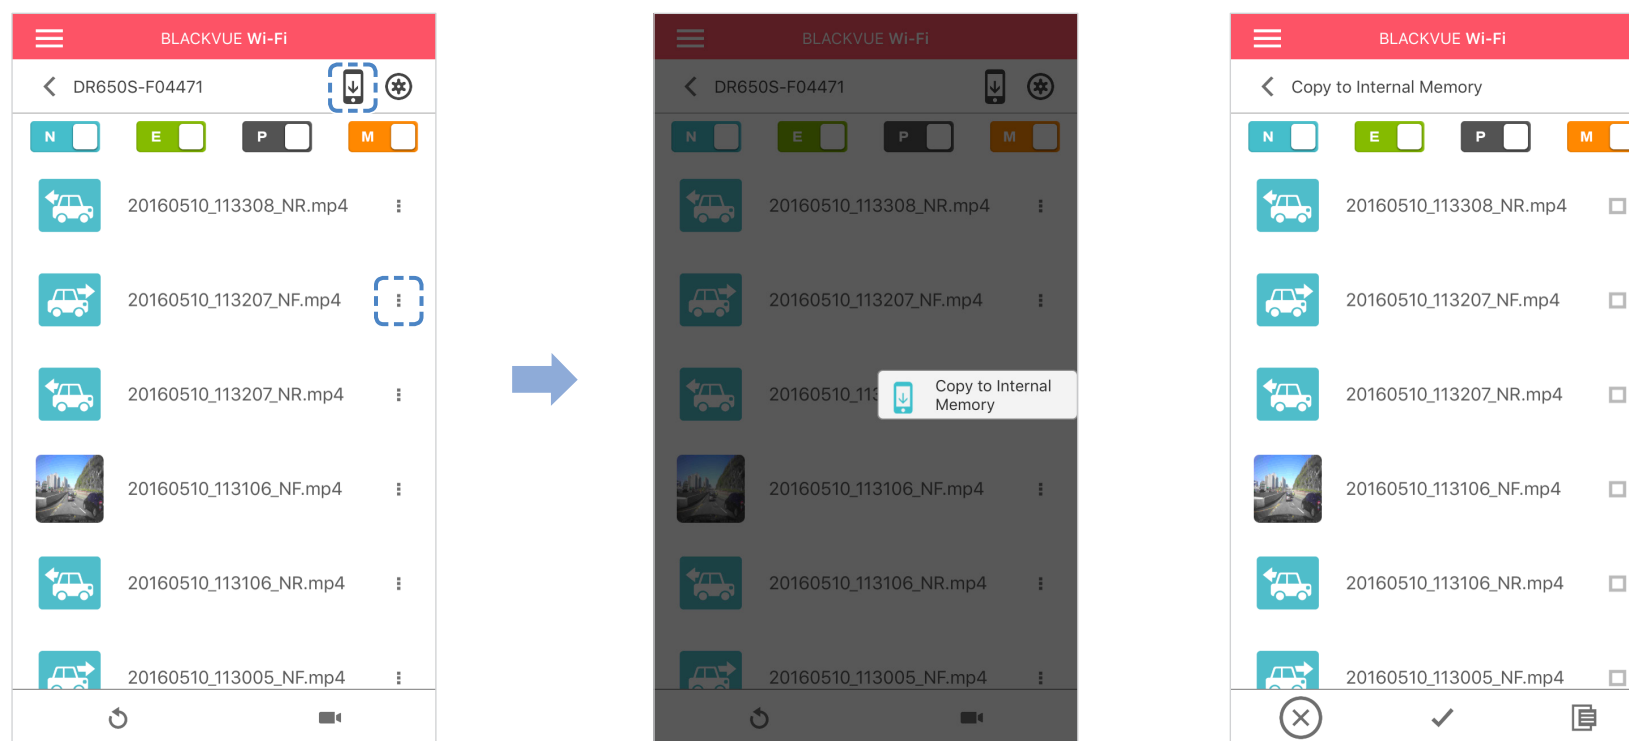 BLACKVUE Wi-Fi
DR650S-F04471
N E P M
20160510_113308_NR.mp4
20160510_113207_NF.mp4
20160510_113207_NR.mp4
20160510_113106_NF.mp4
20160510_113106_NR.mp4
20160510_113005_NF.mp4
BLACKVUE Wi-Fi
DR650S-F04471
N E P M
20160510_113308_NR.mp4
20160510_113207_NF.mp4
20160510_113
Copy to Internal
Memory
20160510_113106_NF.mp4
20160510_113106_NR.mp4
20160510_113005_NF.mp4
BLACKVUE Wi-Fi
Copy to Internal Memory
N E P M
20160510_113308_NR.mp4
20160510_113207_NF.mp4
20160510_113207_NR.mp4
20160510_113106_NF.mp4
20160510_113106_NR.mp4
20160510_113005_NF.mp4